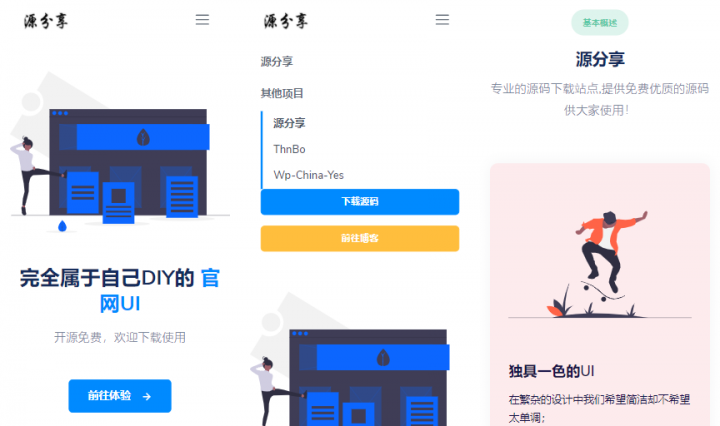 源分享
完全属于自己DIY的 官
网UI
开源免费，欢迎下载使用
前往体验 →
源分享
源分享
其他项目
源分享
ThnBo
Wp-China-Yes
下载源码
前往播客
基本概述
源分享
专业的源码下载站点,提供免费优质的源码
供大家使用！
独具一色的UI
在繁杂的设计中我们希望简洁却不希望
太单调；